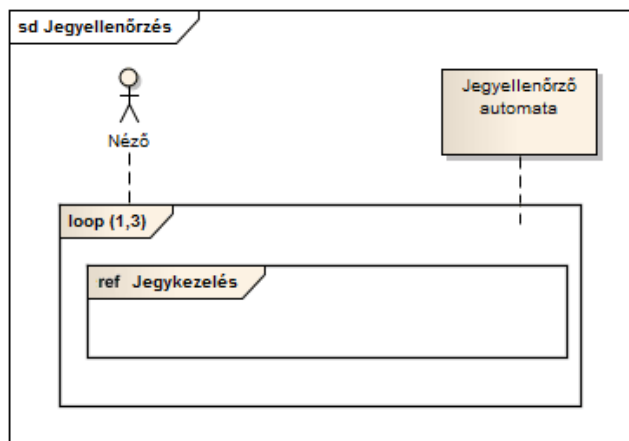 sd Jegyellenőrzés
Néző
Jegyellenőrző
automata
loop (1,3)
ref Jegykezelés